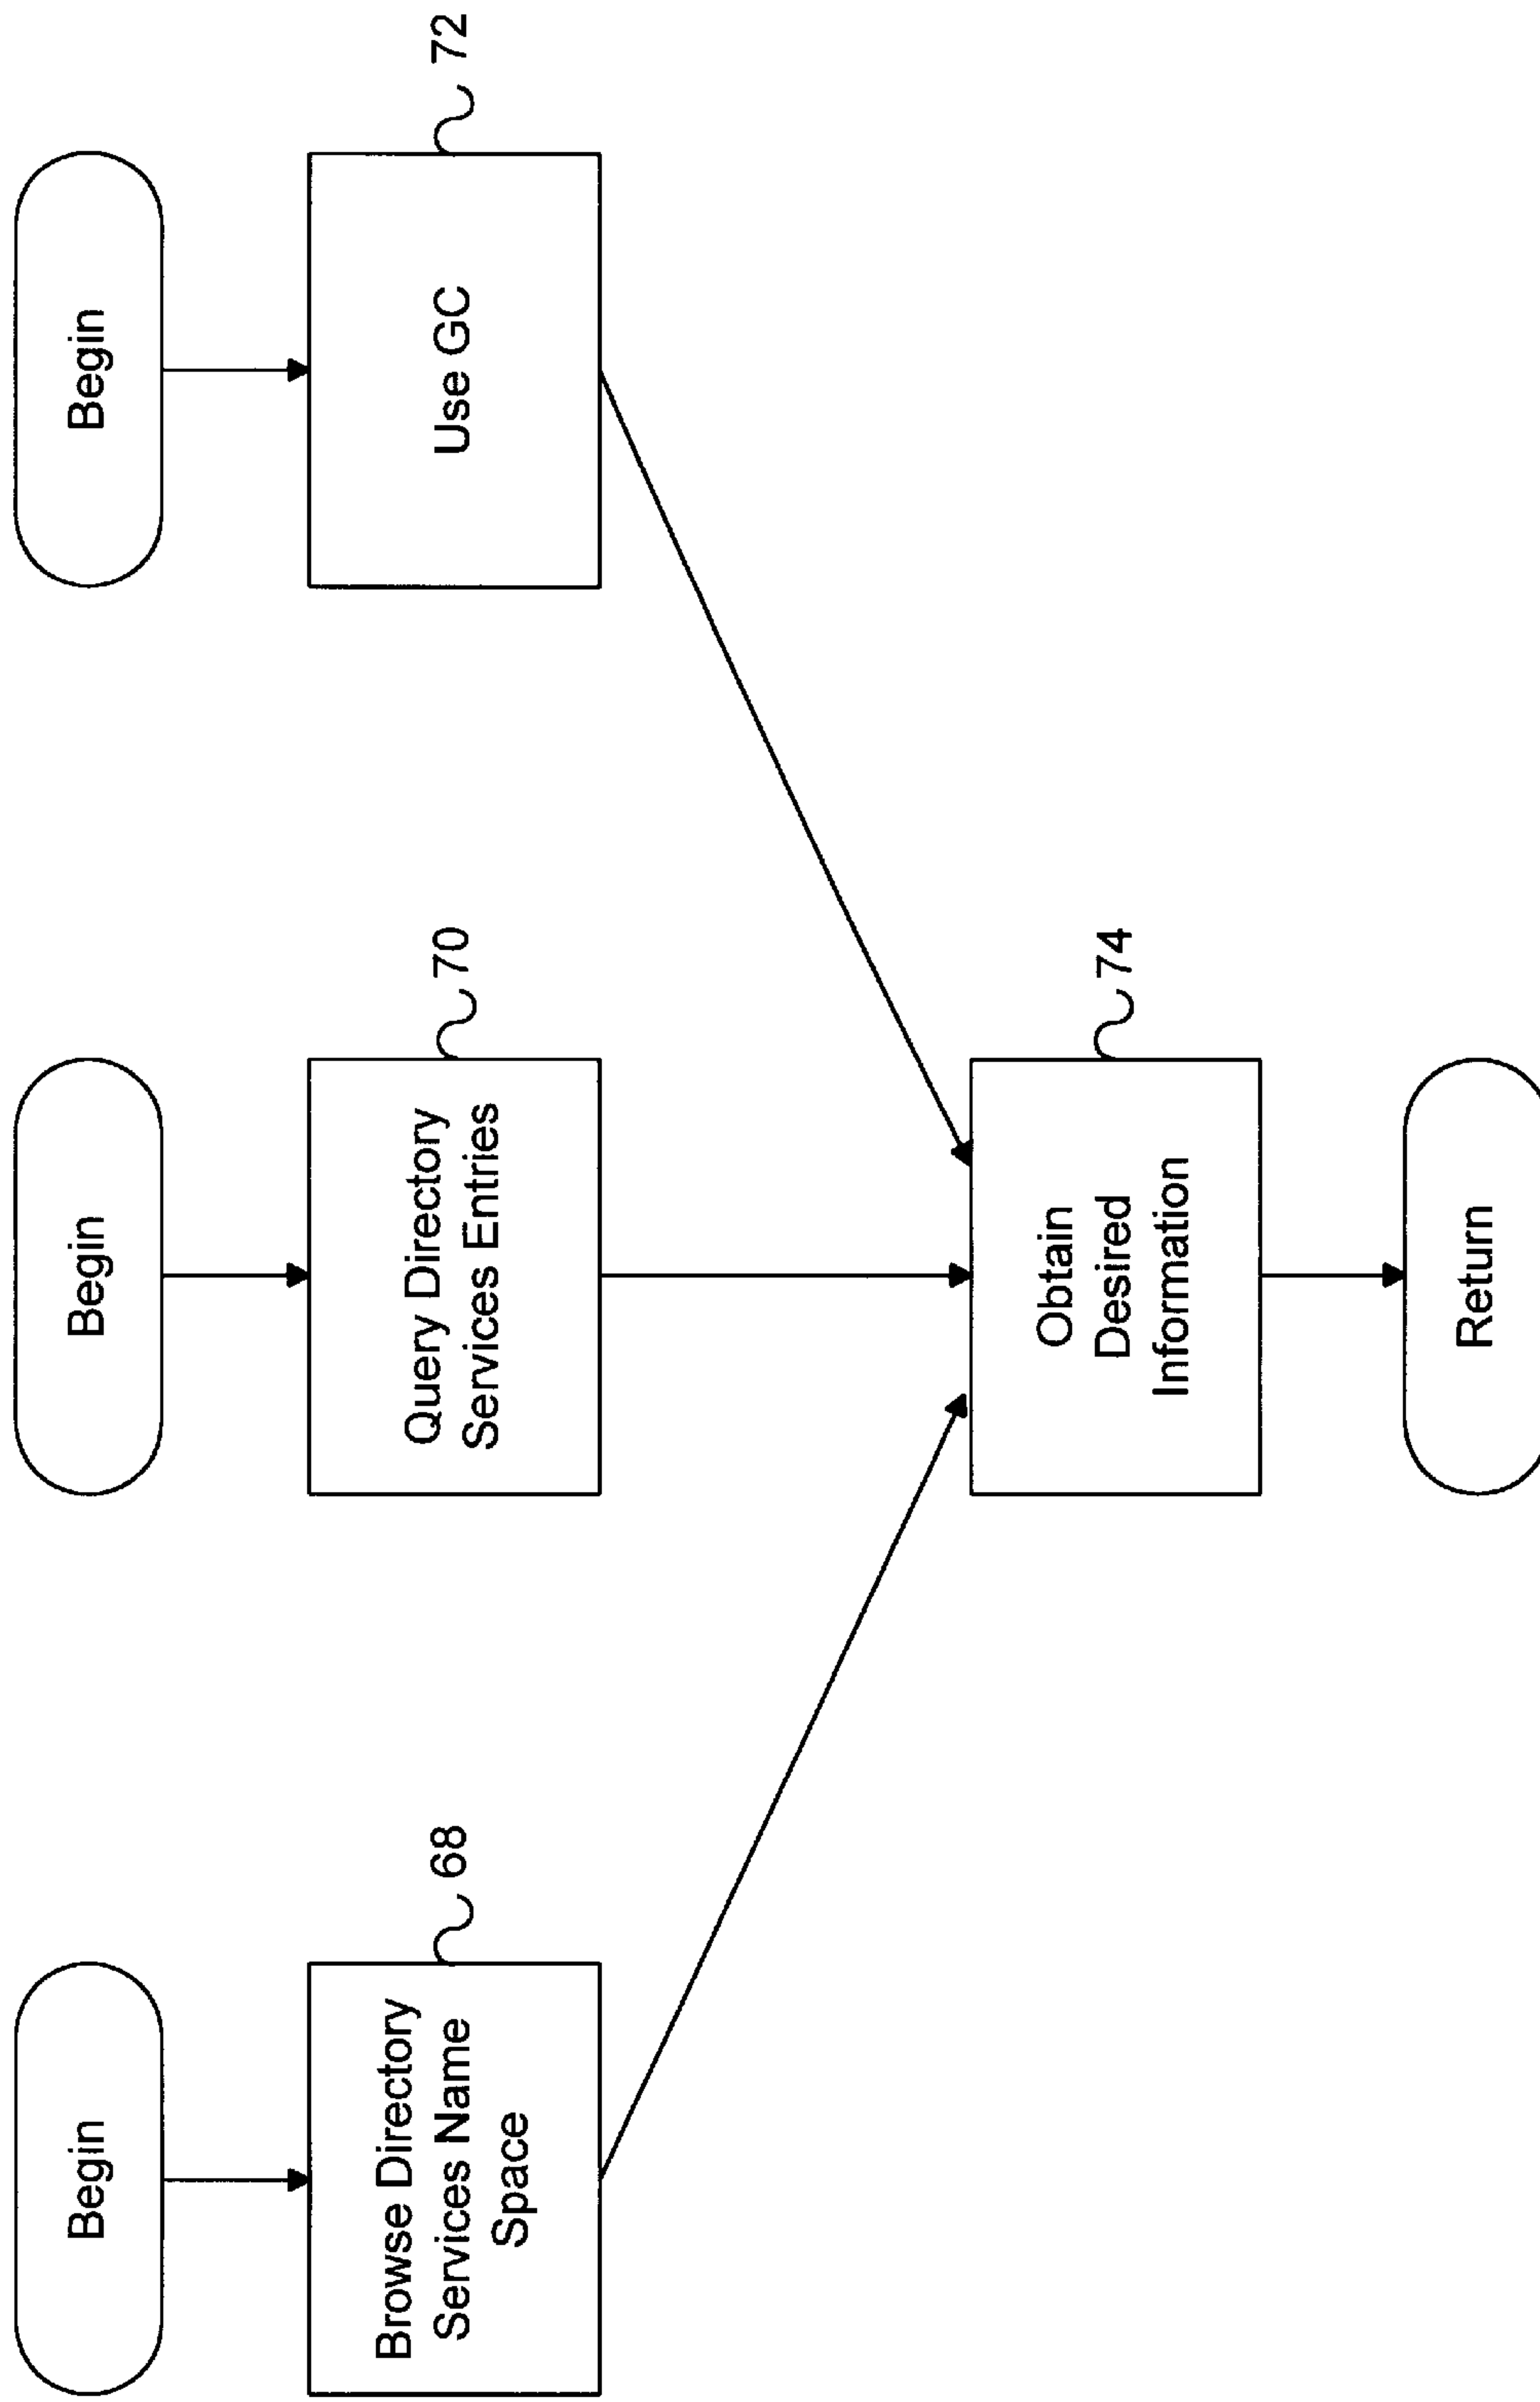 Begin
Begin
Begin
Browse Directory
Services Name
Space
68
Query Directory
Services Entries
70
Use GC
72
Obtain
Desired
Information
74
Return